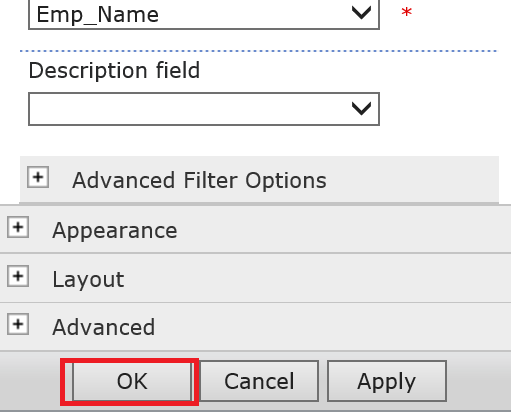 Emp_Name *
Description field
Advanced Filter Options
Appearance
Layout
Advanced
OK Cancel Apply